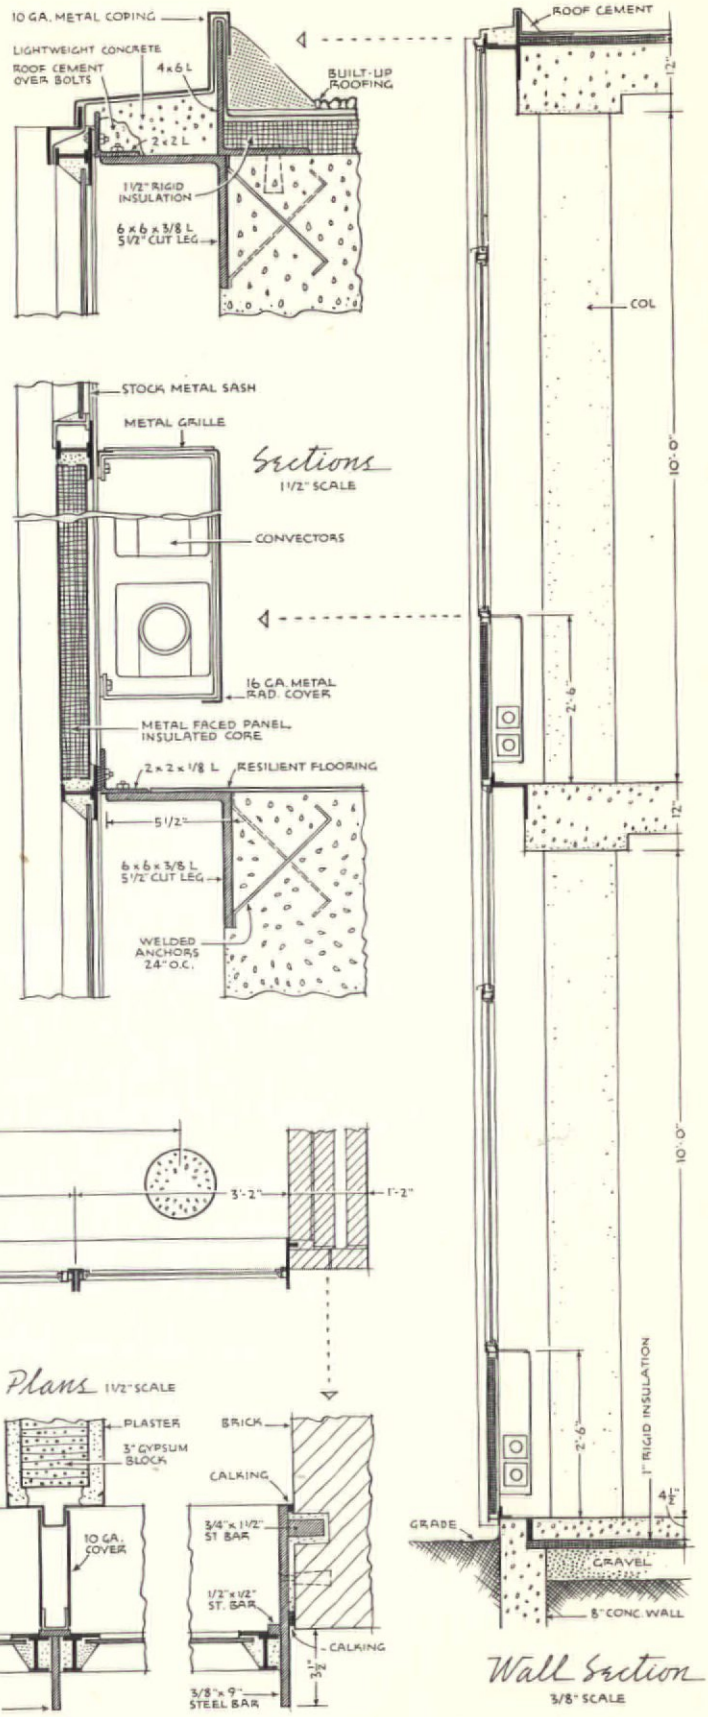 10 GA. METAL COPING
LIGHTWEIGHT CONCRETE
ROOF CEMENT
OVER BOLTS
4 x 6 L
BUILT-UP
ROOFING
2 x 2 L
1 1/2" RIGID
INSULATION
6 x 6 x 3/8 L
5 1/2" CUT LEG
STOCK METAL SASH
METAL GRILLE
Sections
1 1/2" SCALE
CONVECTORS
16 GA. METAL
RAD. COVER
METAL FACED PANEL,
INSULATED CORE
2 x 2 x 1/8 L
RESILIENT FLOORING
5 1/2"
6 x 6 x 3/8 L
5 1/2" CUT LEG
WELDED
ANCHORS
24" O.C.
3'-2"
1'-2"
Plans 1 1/2" SCALE
PLASTER
3" GYPSUM
BLOCK
10 GA.
COVER
BRICK
CALKING
3/4" x 1 1/2"
ST BAR
1/2" x 1/2"
ST. BAR
CALKING
3 1/2"
3/8" x 9"
STEEL BAR
ROOF CEMENT
12"
COL
10'-0"
2'-6"
12"
10'-0"
1" RIGID INSULATION
2'-6"
4 1/2"
GRADE
GRAVEL
8" CONC. WALL
Wall Section
3/8" SCALE